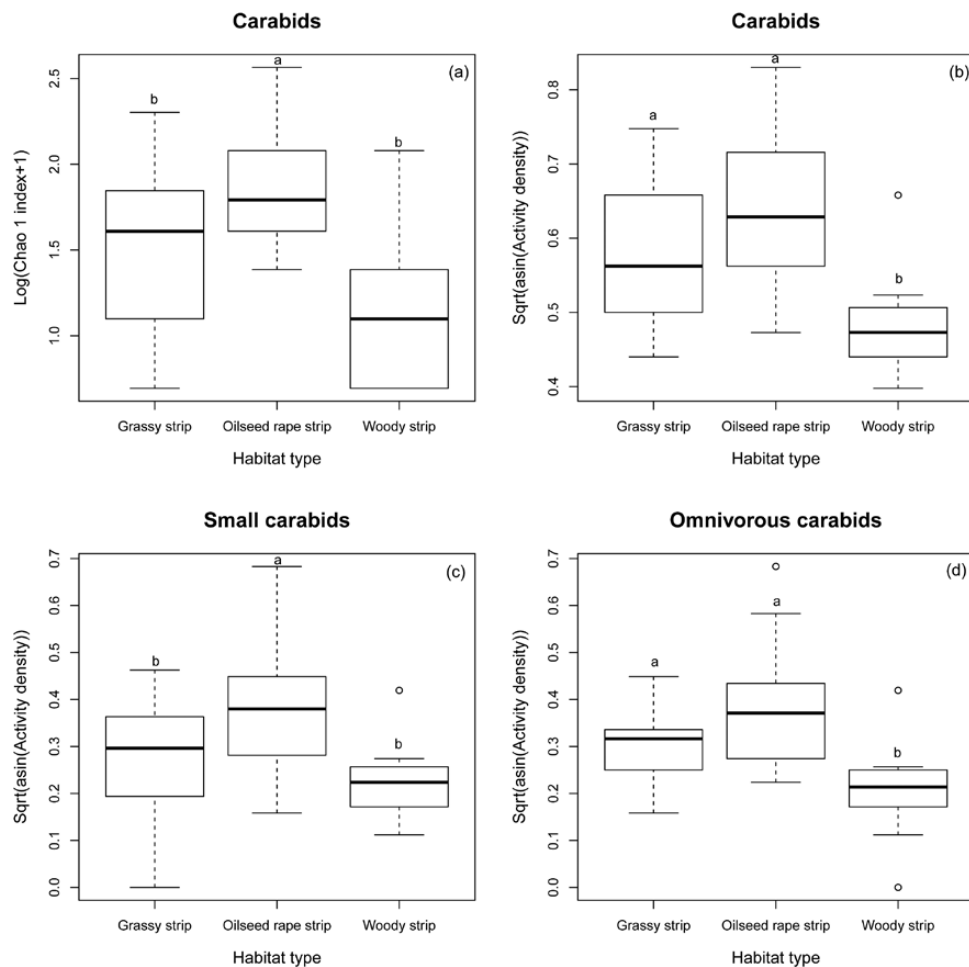 Carabids
(a)
Log(Chao 1 index+1)
2.5
2.0
1.5
1.0
b
a
b
Grassy strip
Oilseed rape strip
Woody strip
Habitat type
Carabids
(b)
Sqrt(asin(Activity density))
0.8
0.7
0.6
0.5
0.4
a
a
b
Grassy strip
Oilseed rape strip
Woody strip
Habitat type
Small carabids
(c)
Sqrt(asin(Activity density))
0.7
0.6
0.5
0.4
0.3
0.2
0.1
0.0
b
a
b
Grassy strip
Oilseed rape strip
Woody strip
Habitat type
Omnivorous carabids
(d)
Sqrt(asin(Activity density))
0.7
0.6
0.5
0.4
0.3
0.2
0.1
0.0
a
a
b
Grassy strip
Oilseed rape strip
Woody strip
Habitat type